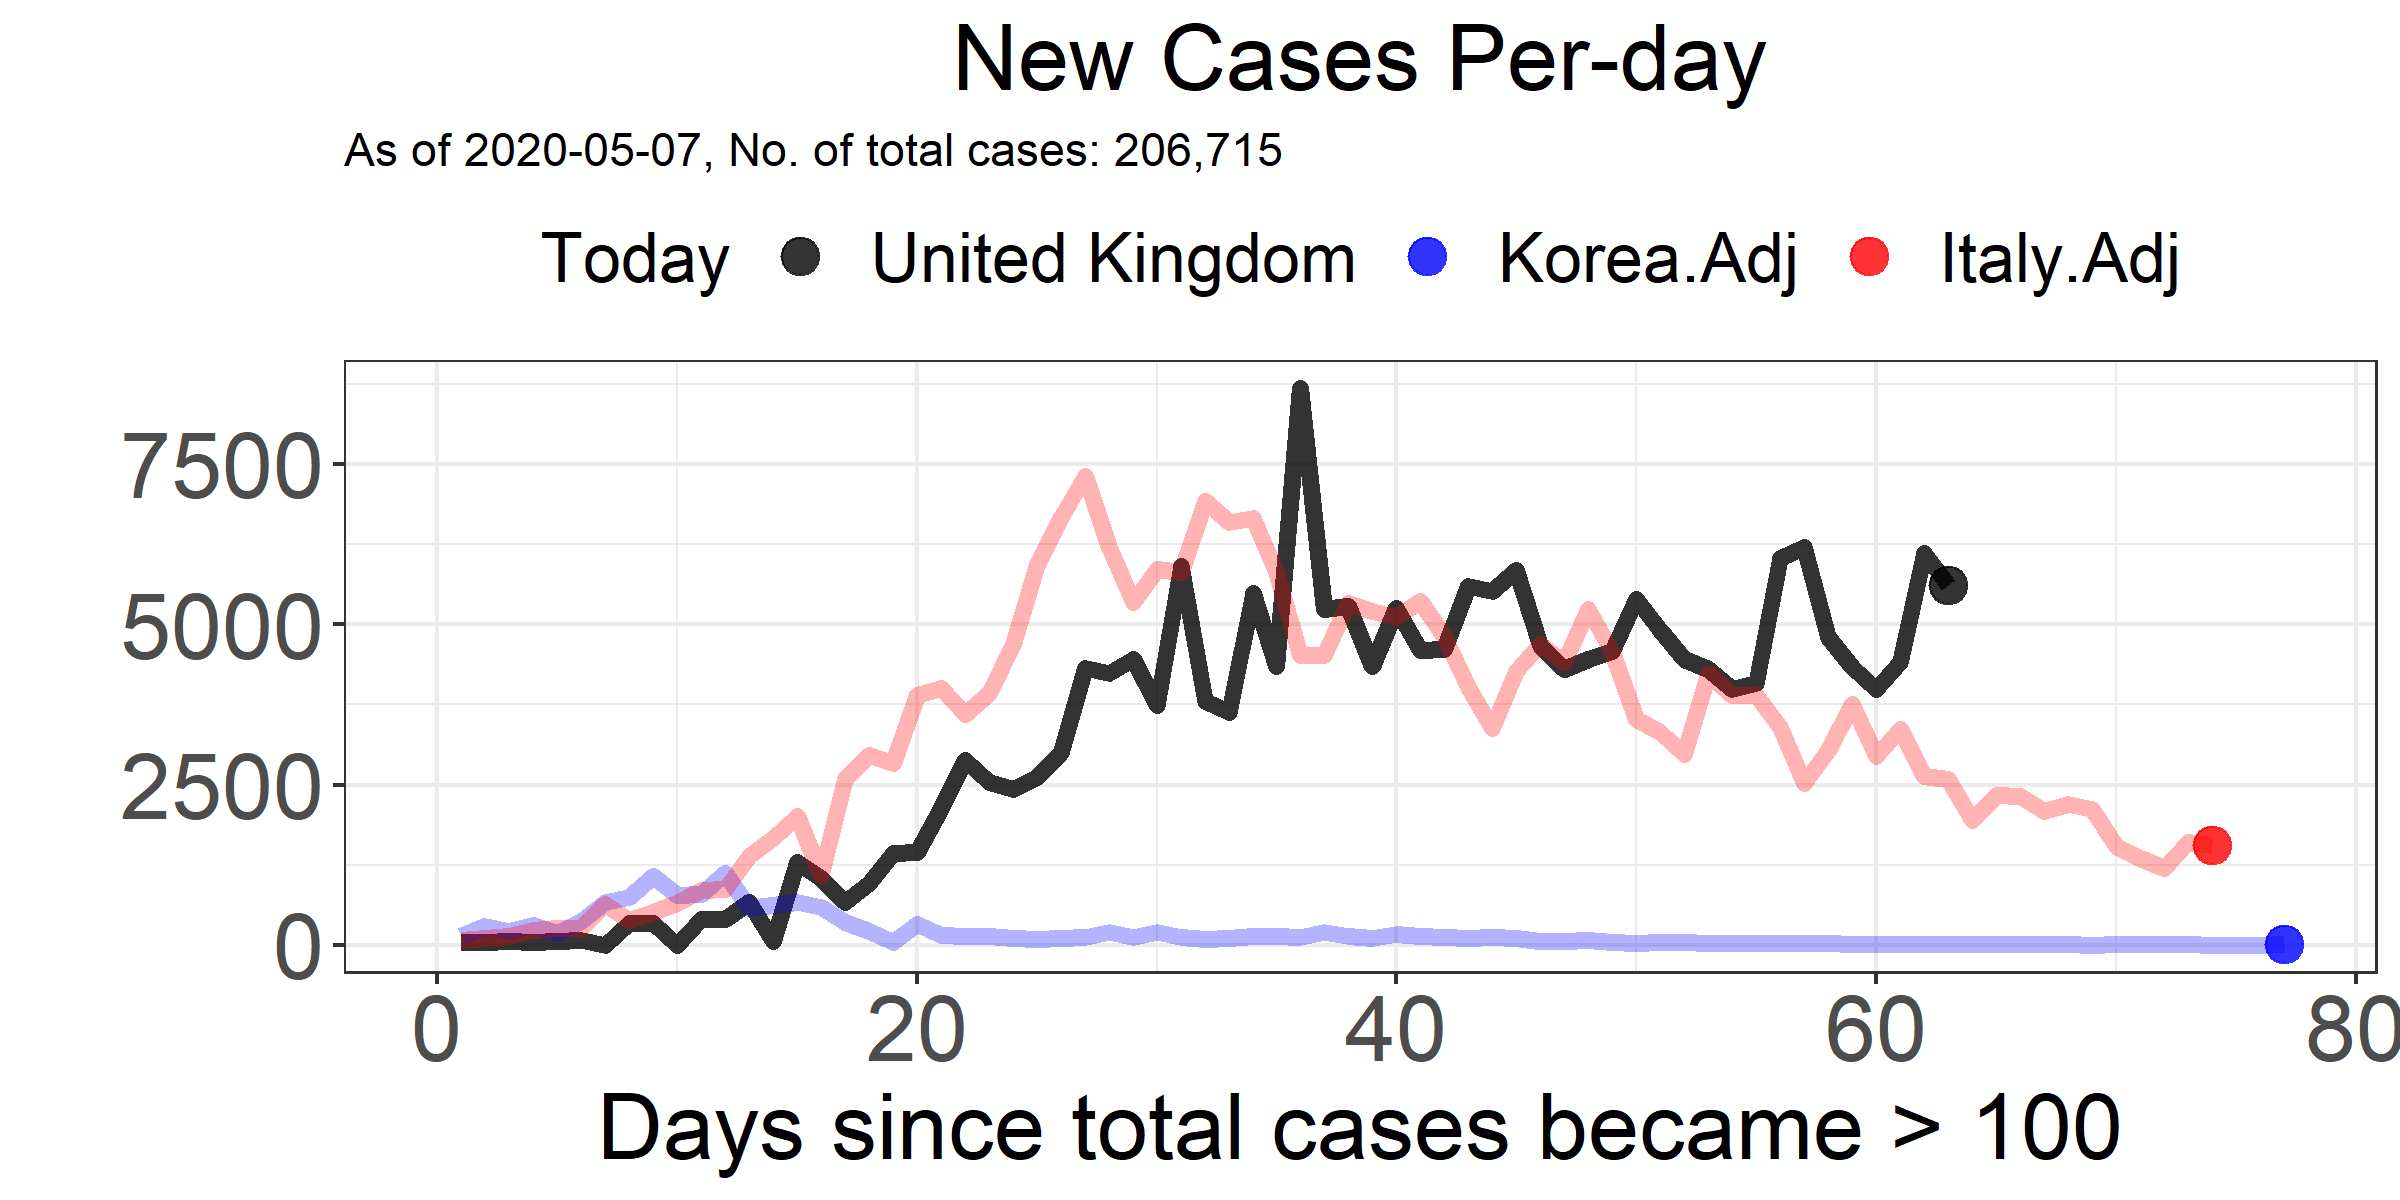 New Cases Per-day
As of 2020-05-07, No. of total cases: 206,715
Today United Kingdom Korea.Adj Italy.Adj
7500
5000
2500
0
0 20 40 60 80
Days since total cases became > 100